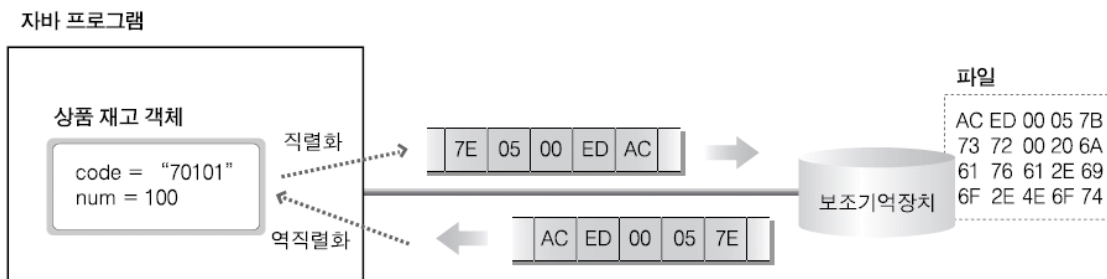 자바 프로그램
상품 재고 객체
code = “70101”
num = 100
직렬화
역직렬화
7E 05 00 ED AC
AC ED 00 05 7E
보조기억장치
파일
AC ED 00 05 7B
73 72 00 20 6A
61 76 61 2E 69
6F 2E 4E 6F 74